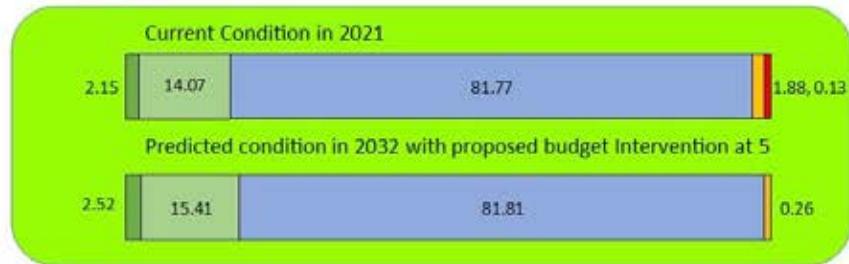 Current Condition in 2021
2.15 14.07 81.77 1.88, 0.13
Predicted condition in 2032 with proposed budget Intervention at 5
2.52 15.41 81.81 0.26